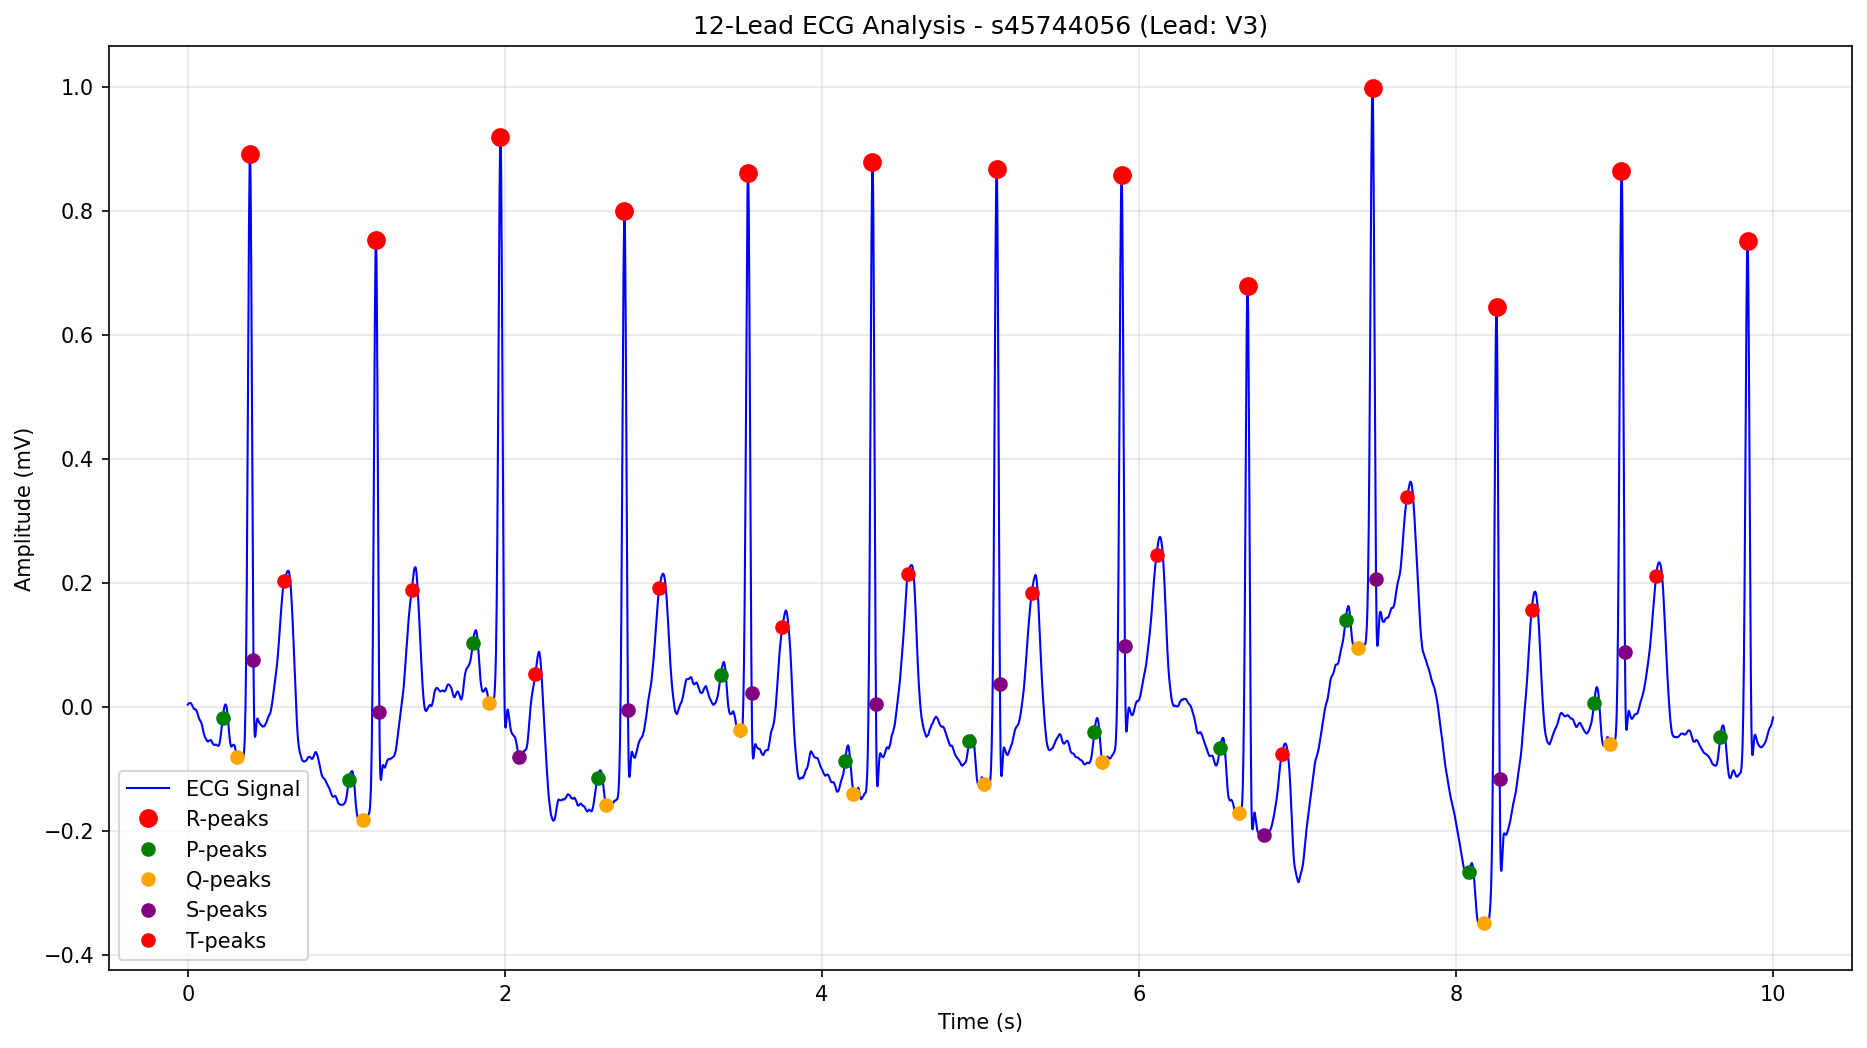 12-Lead ECG Analysis - s45744056 (Lead: V3)
1.0
0.8
0.6
0.4
0.2
0.0
−0.2
−0.4
Amplitude (mV)
ECG Signal
R-peaks
P-peaks
Q-peaks
S-peaks
T-peaks
0 2 4 6 8 10
Time (s)